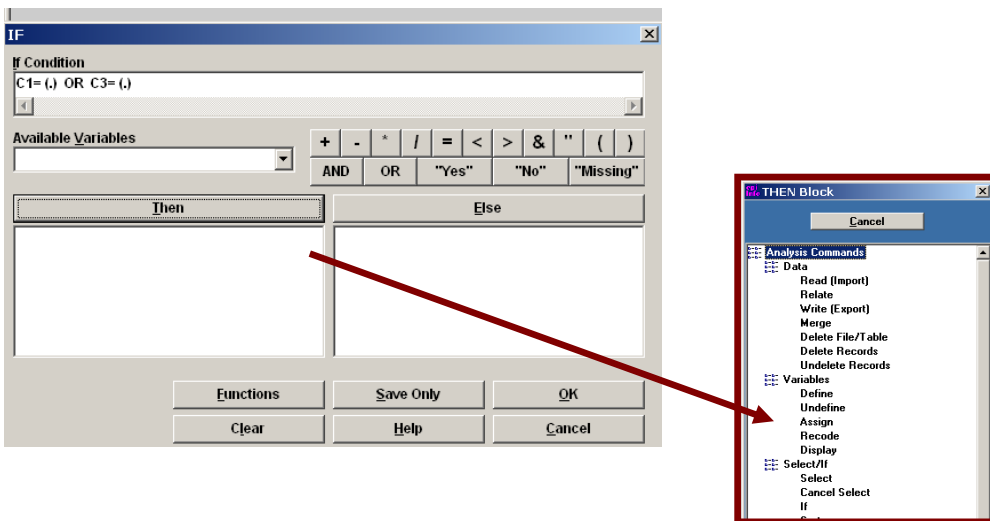 IF
If Condition
C1= (.) OR C3= (.)
Available Variables
+ - * / = < > & " ( )
AND OR "Yes" "No" "Missing"
Then Else
Functions Save Only OK
Clear Help Cancel
THEN Block
Cancel
Analysis Commands
Data
Read (Import)
Relate
Write (Export)
Merge
Delete File/Table
Delete Records
Undelete Records
Variables
Define
Undefine
Assign
Recode
Display
Select/If
Select
Cancel Select
If